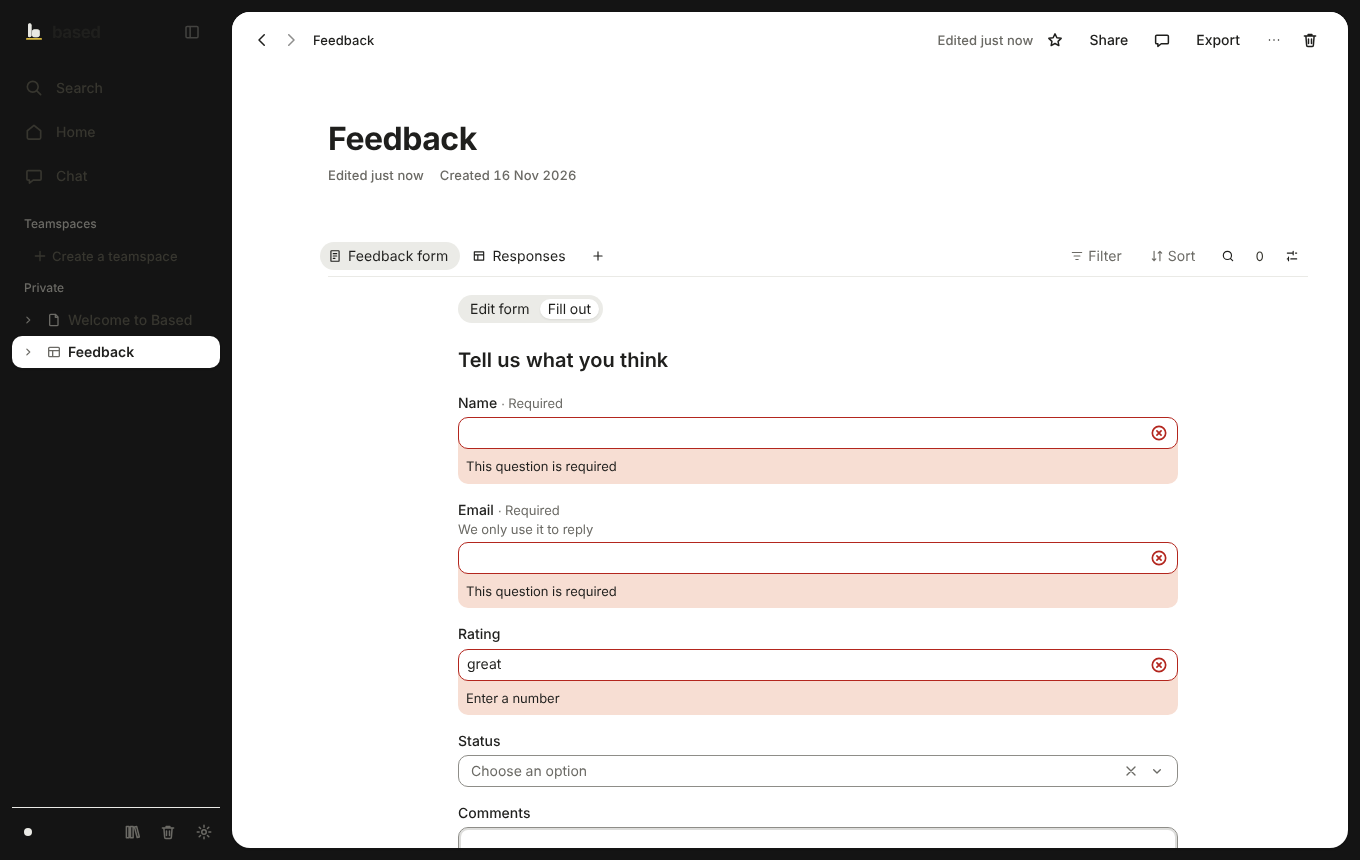 based
Search
Home
Chat
Teamspaces
Create a teamspace
Private
Welcome to Based
Feedback
Feedback
Edited just now
Share
Export
Feedback
Edited just now Created 16 Nov 2026
Feedback form
Responses
Filter
Sort
0
Edit form
Fill out
Tell us what you think
Name · Required
This question is required
Email · Required
We only use it to reply
This question is required
Rating
great
Enter a number
Status
Choose an option
Comments